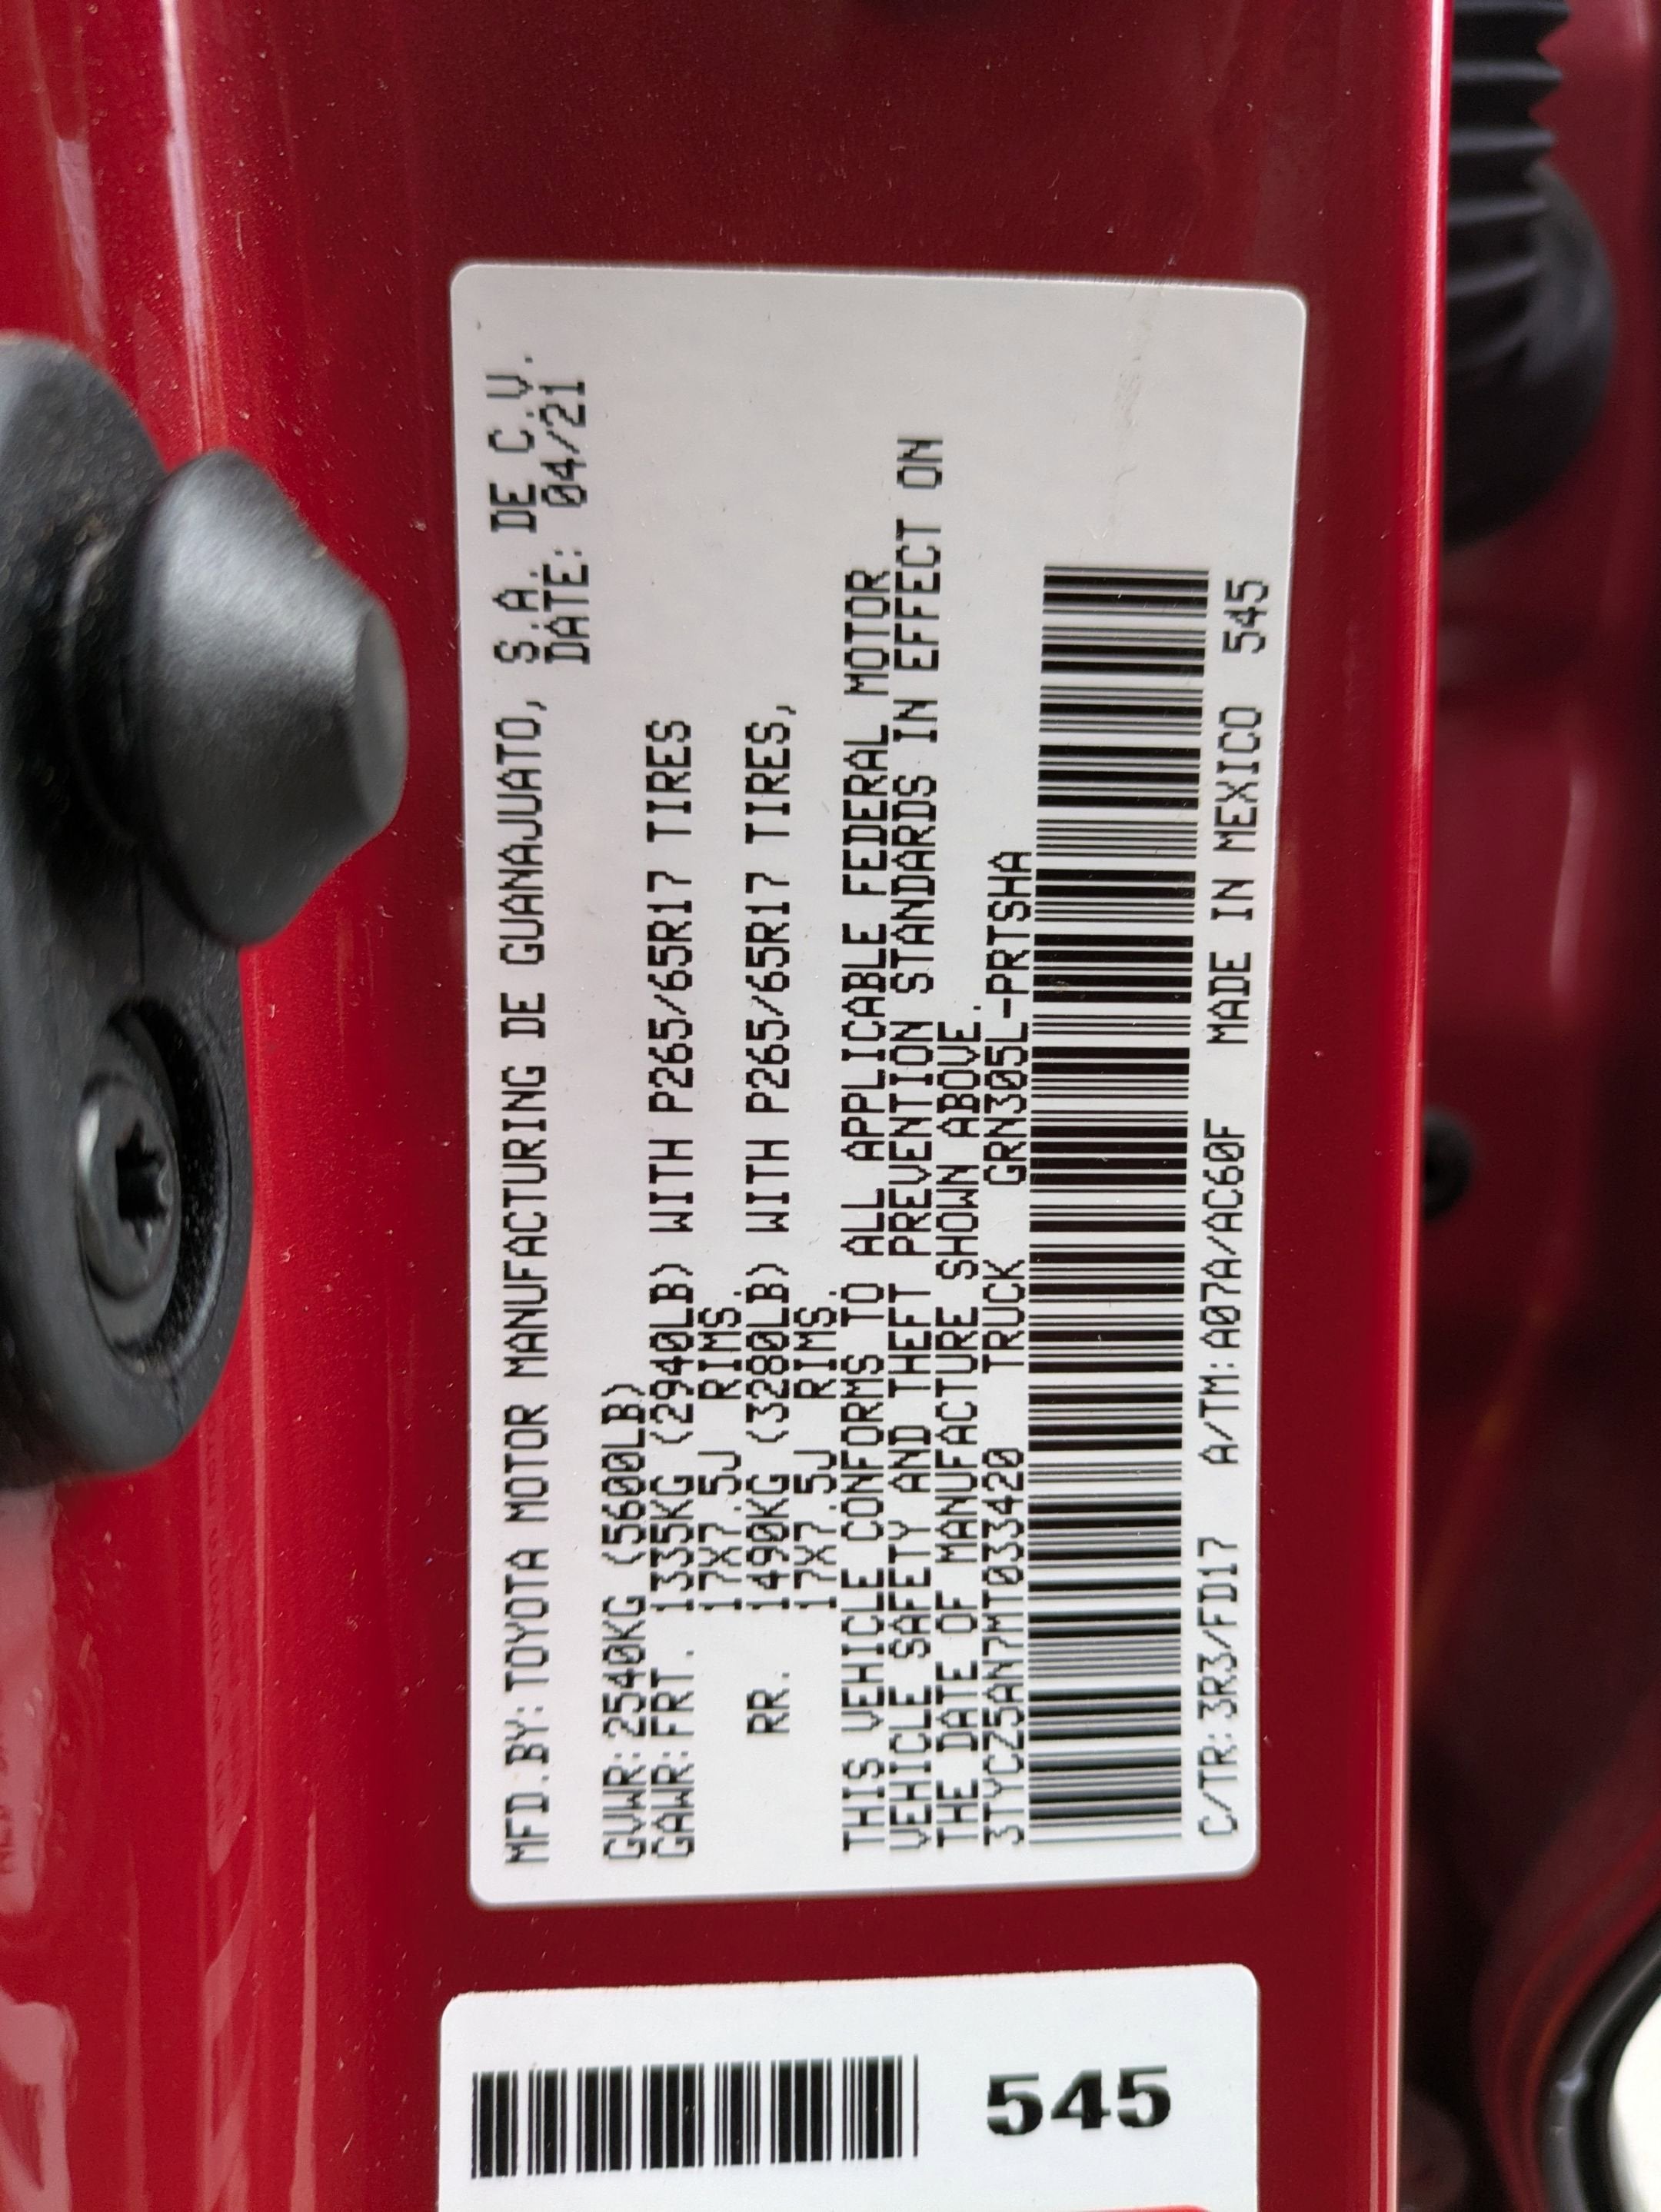 MFD.BY: TOYOTA MOTOR MANUFACTURING DE GUANAJUATO, S.A. DE C.V.
DATE: 04/21
GVWR: 2540KG (5600LB)
GAWR: FRT. 1335KG (2940LB) WITH P265/65R17 TIRES
17X7.5J RIMS.
RR. 1490KG (3280LB) WITH P265/65R17 TIRES,
17X7.5J RIMS.
THIS VEHICLE CONFORMS TO ALL APPLICABLE FEDERAL MOTOR
VEHICLE SAFETY AND THEFT PREVENTION STANDARDS IN EFFECT ON
THE DATE OF MANUFACTURE SHOWN ABOVE.
3TYCZ5AN7MT033420 TRUCK GRN305L-PRTSHA
C/TR: 3R3/FD17 A/TM: A07A/AC60F MADE IN MEXICO 545
545